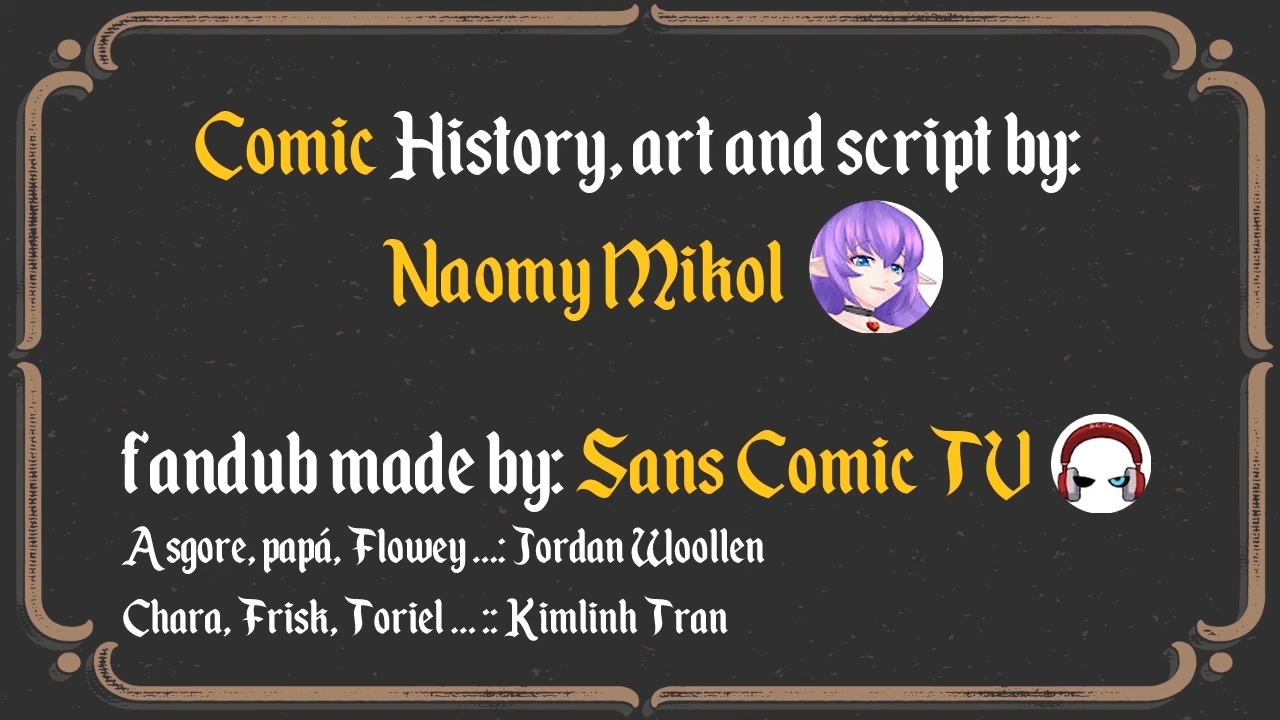 Comic History, art and script by:
Naomy Mikol
fandub made by: Sans Comic TV
Asgore, papá, Flowey ...: Jordan Woollen
Chara, Frisk, Toriel ... :: Kimlinh Tran